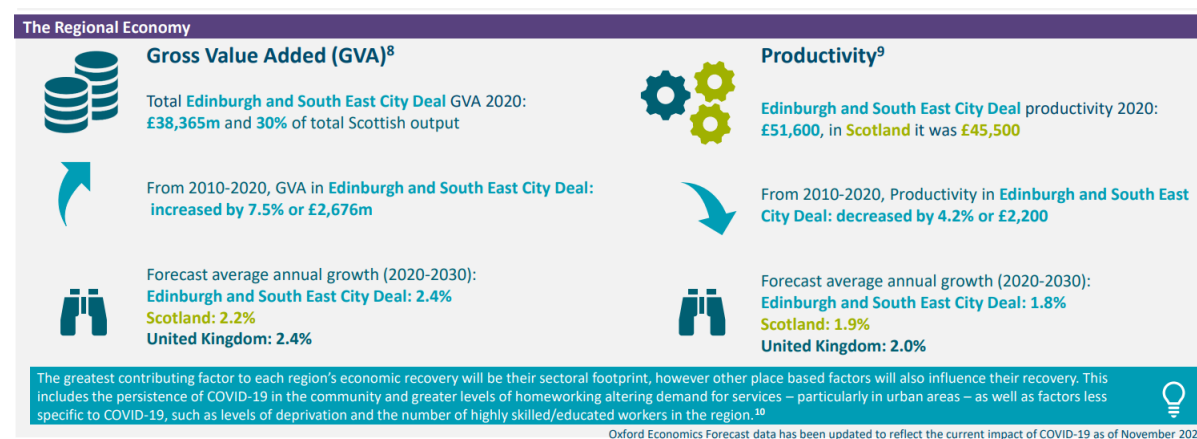 The Regional Economy
Gross Value Added (GVA)⁸
Total Edinburgh and South East City Deal GVA 2020:
£38,365m and 30% of total Scottish output
From 2010-2020, GVA in Edinburgh and South East City Deal:
increased by 7.5% or £2,676m
Forecast average annual growth (2020-2030):
Edinburgh and South East City Deal: 2.4%
Scotland: 2.2%
United Kingdom: 2.4%
Productivity⁹
Edinburgh and South East City Deal productivity 2020:
£51,600, in Scotland it was £45,500
From 2010-2020, Productivity in Edinburgh and South East
City Deal: decreased by 4.2% or £2,200
Forecast average annual growth (2020-2030):
Edinburgh and South East City Deal: 1.8%
Scotland: 1.9%
United Kingdom: 2.0%
The greatest contributing factor to each region's economic recovery will be their sectoral footprint, however other place based factors will also influence their recovery. This
includes the persistence of COVID-19 in the community and greater levels of homeworking altering demand for services – particularly in urban areas – as well as factors less
specific to COVID-19, such as levels of deprivation and the number of highly skilled/educated workers in the region.¹⁰
Oxford Economics Forecast data has been updated to reflect the current impact of COVID-19 as of November